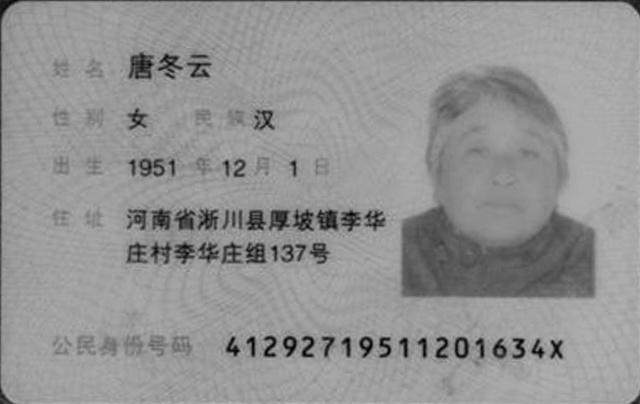 姓名 唐冬云
性别 女 民族 汉
出生 1951 年 12 月 1 日
住址 河南省淅川县厚坡镇李华
庄村李华庄组137号
公民身份号码 41292719511201634X